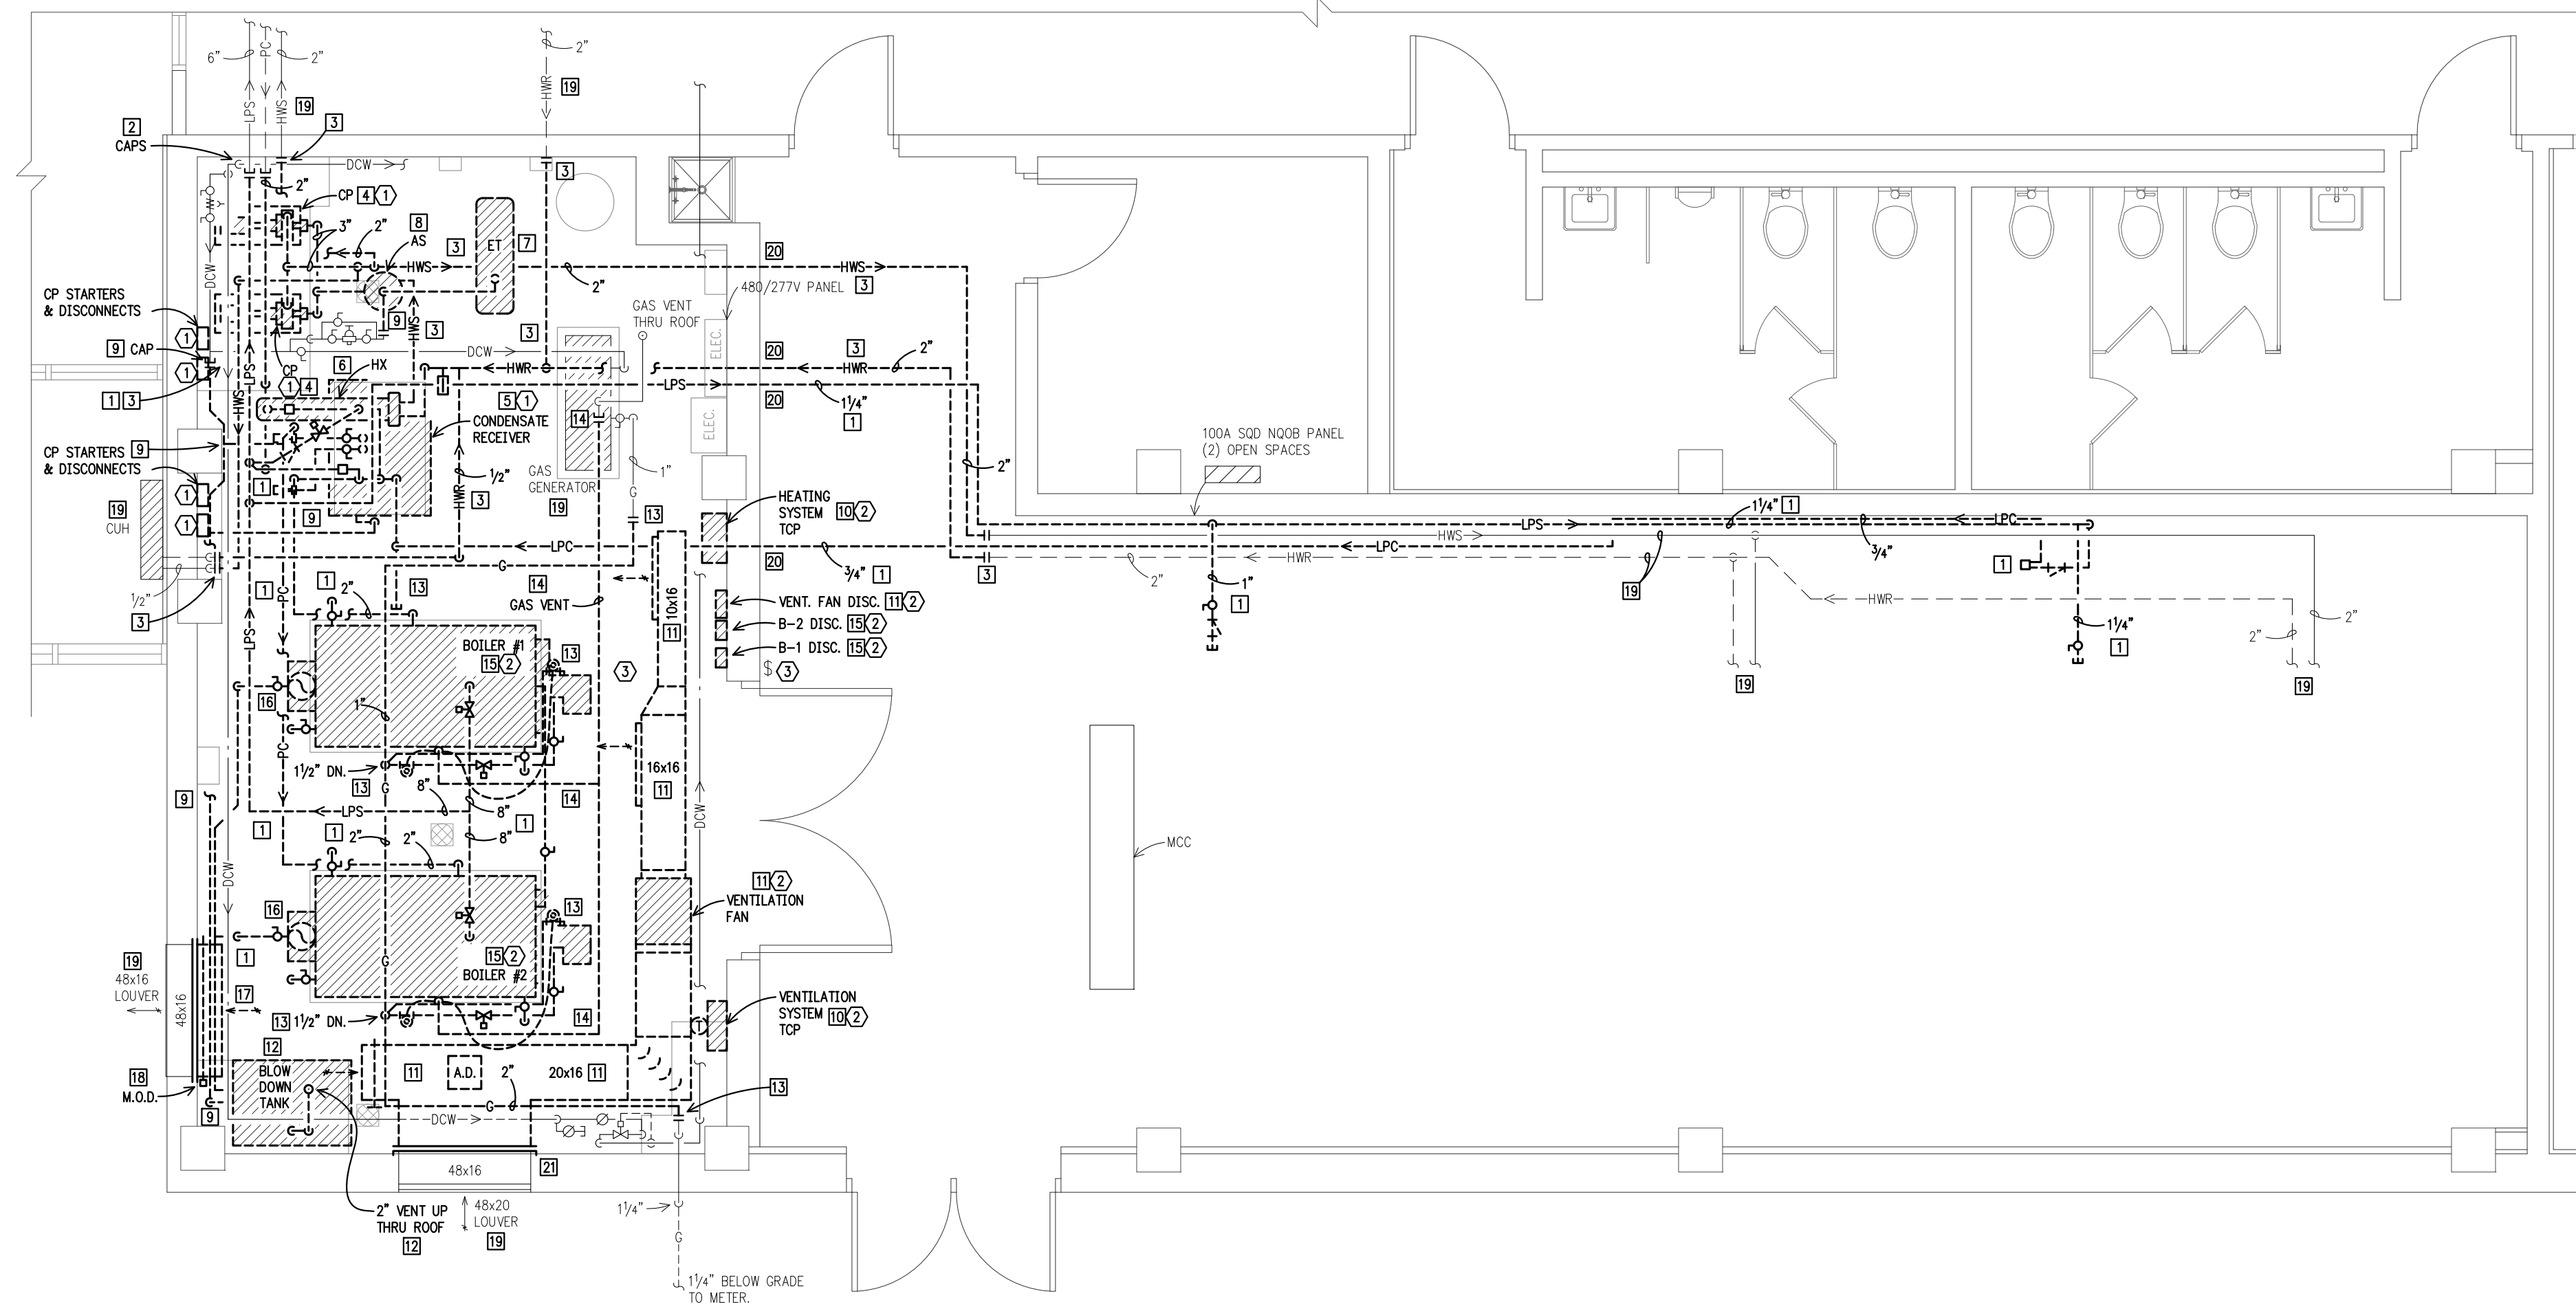 6"
PC
2"
LPS
HWS
19
2"
HWR
19
2
CAPS
3
DCW
3
2"
CP 4 1
3"
2"
8
AS
3
ET
7
HWS
2"
20
3
HWS
DCW
480/277V PANEL
GAS VENT
THRU ROOF
CP STARTERS
& DISCONNECTS
1
9 CAP
1
9
HWS
3
3
DCW
ELEC.
20
3
HWR
2"
HWR
LPS
6
HX
CP
1 4
1 3
LPS
HWS
5 1
CONDENSATE
RECEIVER
14
ELEC.
20
1 1/4"
1
100A SQD NQOB PANEL
(2) OPEN SPACES
CP STARTERS 9
& DISCONNECTS
1
1
1
9
1/2"
HWR
3
GAS
GENERATOR
19
1"
G
13
2"
19
CUH
HEATING
SYSTEM 10 2
TCP
LPS
1 1/4" 1
LPC
HWS
LPC
LPC
3/4"
20
3/4" 1
3
2"
HWR
19
1
1/2"
3
1
PC
1
2"
13
G
14
GAS VENT
10x16
11
VENT. FAN DISC. 11 2
B-2 DISC. 15 2
B-1 DISC. 15 2
$ 3
1"
1
HWR
1 1/4"
1
2"
2"
19
19
LPS
BOILER #1
15 2
13
3
16
1"
PC
16x16
11
1 1/2" DN.
13
G
8"
8"
14
9
LPS
DCW
1
1
2"
2"
8"
1
MCC
DCW
11 2
VENTILATION
FAN
16
13
G
15 2
BOILER #2
19
48x16
LOUVER
48x16
1
17
13 1 1/2" DN.
14
T
VENTILATION
SYSTEM 10 2
TCP
12
BLOW
DOWN
TANK
11
A.D.
2"
20x16 11
18
M.O.D.
9
G
13
DCW
48x16
21
2" VENT UP
THRU ROOF
12
48x20
LOUVER
19
1 1/4"
G
1 1/4" BELOW GRADE
TO METER.